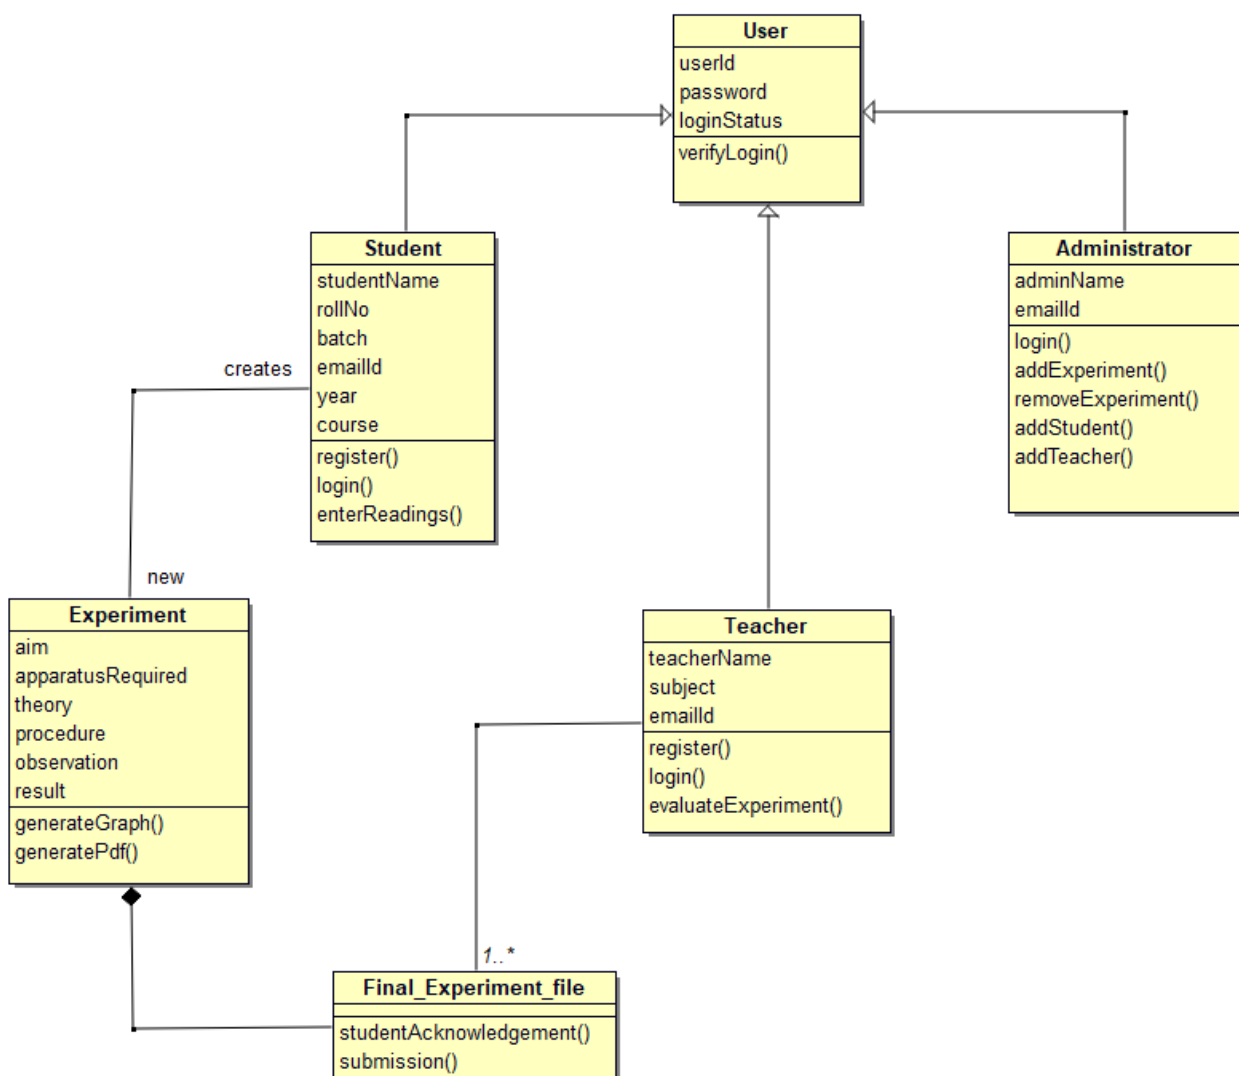 User
userId
password
loginStatus
verifyLogin()
Student
studentName
rollNo
batch
emailId
year
course
register()
login()
enterReadings()
Administrator
adminName
emailId
login()
addExperiment()
removeExperiment()
addStudent()
addTeacher()
creates
new
Experiment
aim
apparatusRequired
theory
procedure
observation
result
generateGraph()
generatePdf()
Teacher
teacherName
subject
emailId
register()
login()
evaluateExperiment()
1..*
Final_Experiment_file
studentAcknowledgement()
submission()